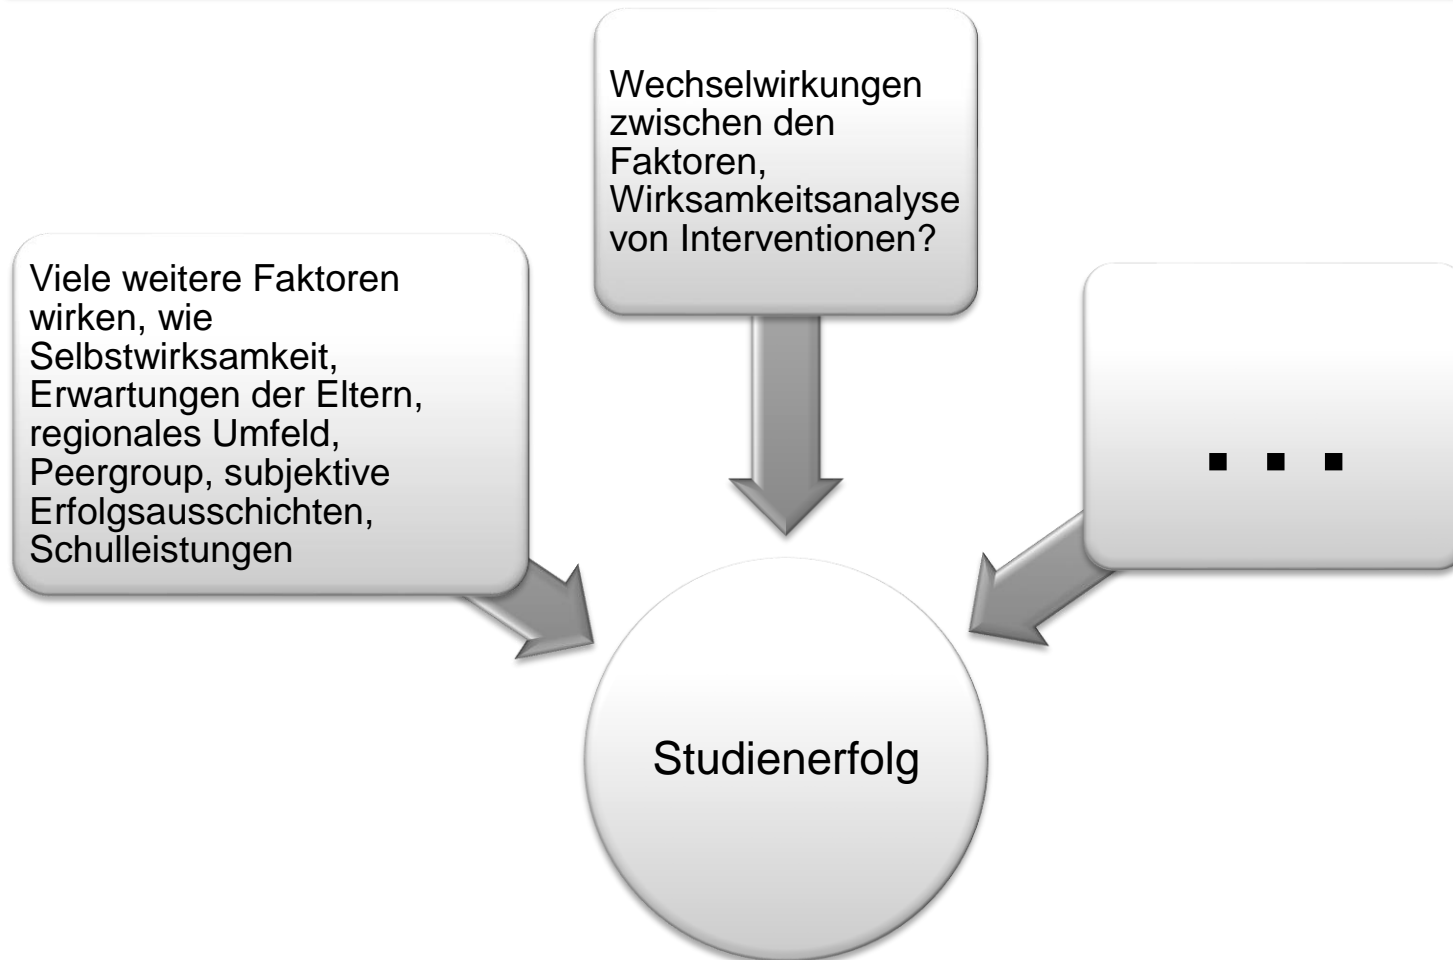 Viele weitere Faktoren
wirken, wie
Selbstwirksamkeit,
Erwartungen der Eltern,
regionales Umfeld,
Peergroup, subjektive
Erfolgsausschichten,
Schulleistungen
Wechselwirkungen
zwischen den
Faktoren,
Wirksamkeitsanalyse
von Interventionen?
...
Studienerfolg